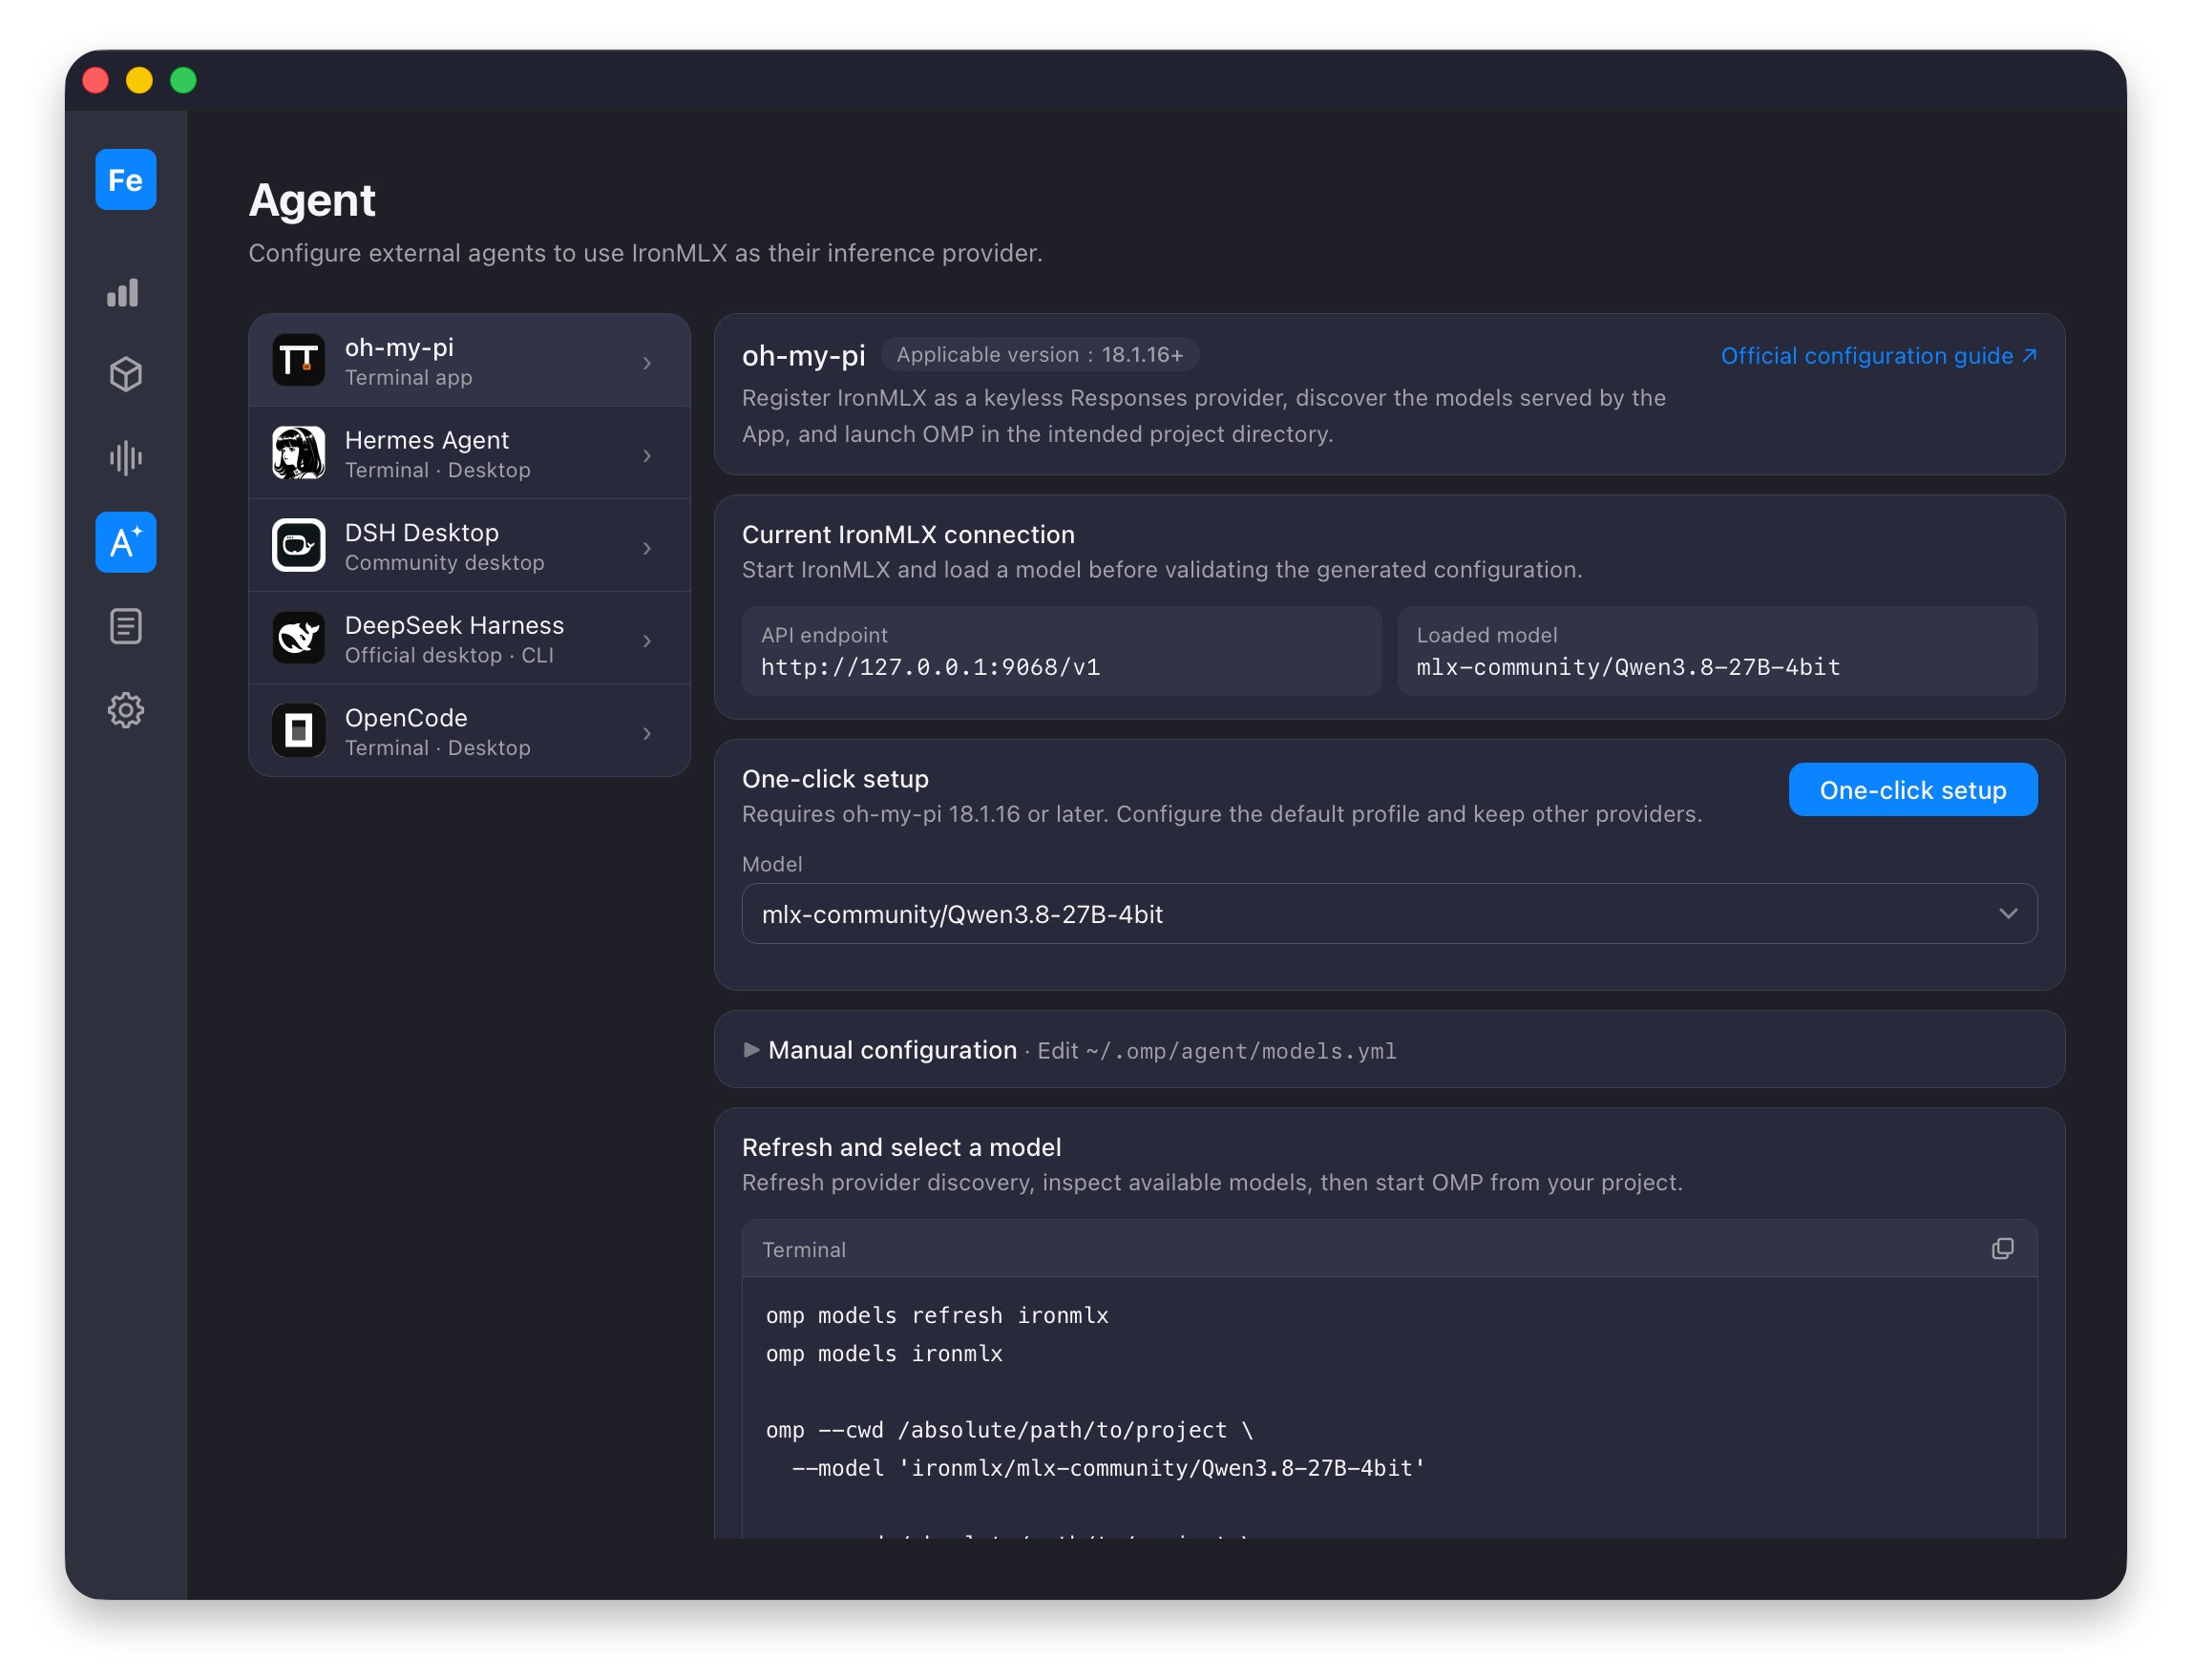 Fe
Agent
Configure external agents to use IronMLX as their inference provider.
oh-my-pi
Terminal app
Hermes Agent
Terminal · Desktop
DSH Desktop
Community desktop
DeepSeek Harness
Official desktop · CLI
OpenCode
Terminal · Desktop
oh-my-pi Applicable version : 18.1.16+ Official configuration guide ↗
Register IronMLX as a keyless Responses provider, discover the models served by the
App, and launch OMP in the intended project directory.
Current IronMLX connection
Start IronMLX and load a model before validating the generated configuration.
API endpoint
http://127.0.0.1:9068/v1
Loaded model
mlx-community/Qwen3.8-27B-4bit
One-click setup
Requires oh-my-pi 18.1.16 or later. Configure the default profile and keep other providers.
One-click setup
Model
mlx-community/Qwen3.8-27B-4bit
Manual configuration · Edit ~/.omp/agent/models.yml
Refresh and select a model
Refresh provider discovery, inspect available models, then start OMP from your project.
Terminal
omp models refresh ironmlx
omp models ironmlx
omp --cwd /absolute/path/to/project \
--model 'ironmlx/mlx-community/Qwen3.8-27B-4bit'